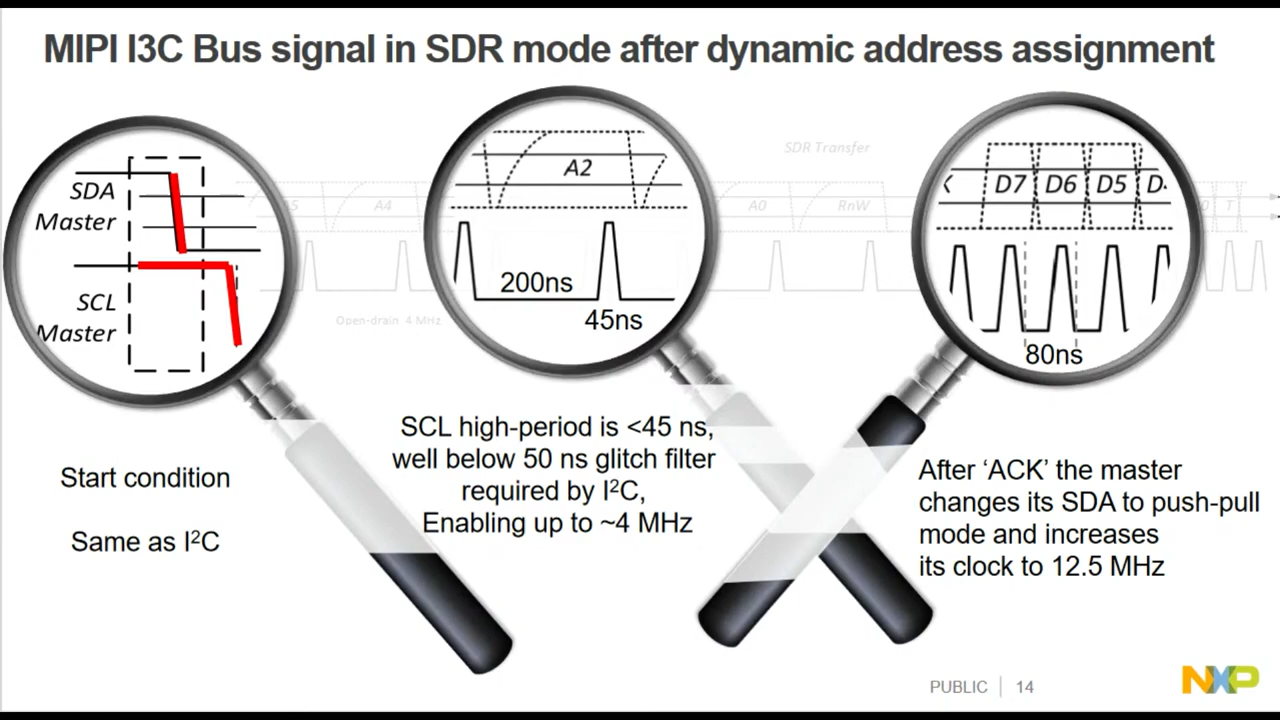 MIPI I3C Bus signal in SDR mode after dynamic address assignment
SDA
Master
SCL
Master
A4
Open-drain 4 MHz
A2
200ns
45ns
SDR Transfer
A0
RnW
D7
D6
D5
80ns
T
Start condition
Same as I²C
SCL high-period is <45 ns,
well below 50 ns glitch filter
required by I²C,
Enabling up to ~4 MHz
After ‘ACK’ the master
changes its SDA to push-pull
mode and increases
its clock to 12.5 MHz
PUBLIC | 14
NXP